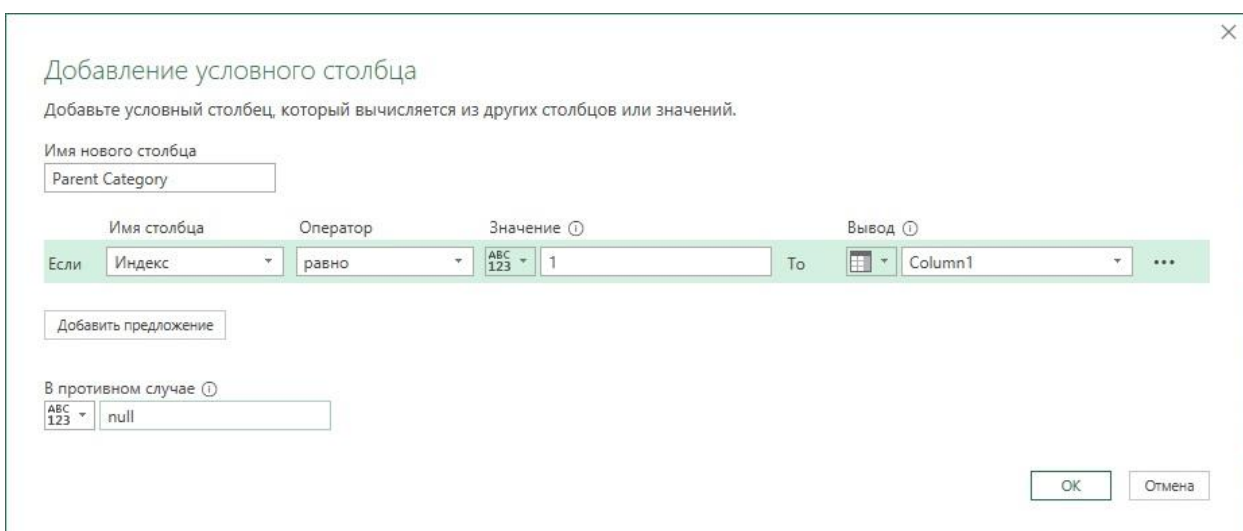 Добавление условного столбца
Добавьте условный столбец, который вычисляется из других столбцов или значений.
Имя нового столбца
Parent Category
Имя столбца Оператор Значение Вывод
Если Индекс равно ABC 123 1 То Column1
Добавить предложение
В противном случае
ABC 123 null
ОК Отмена